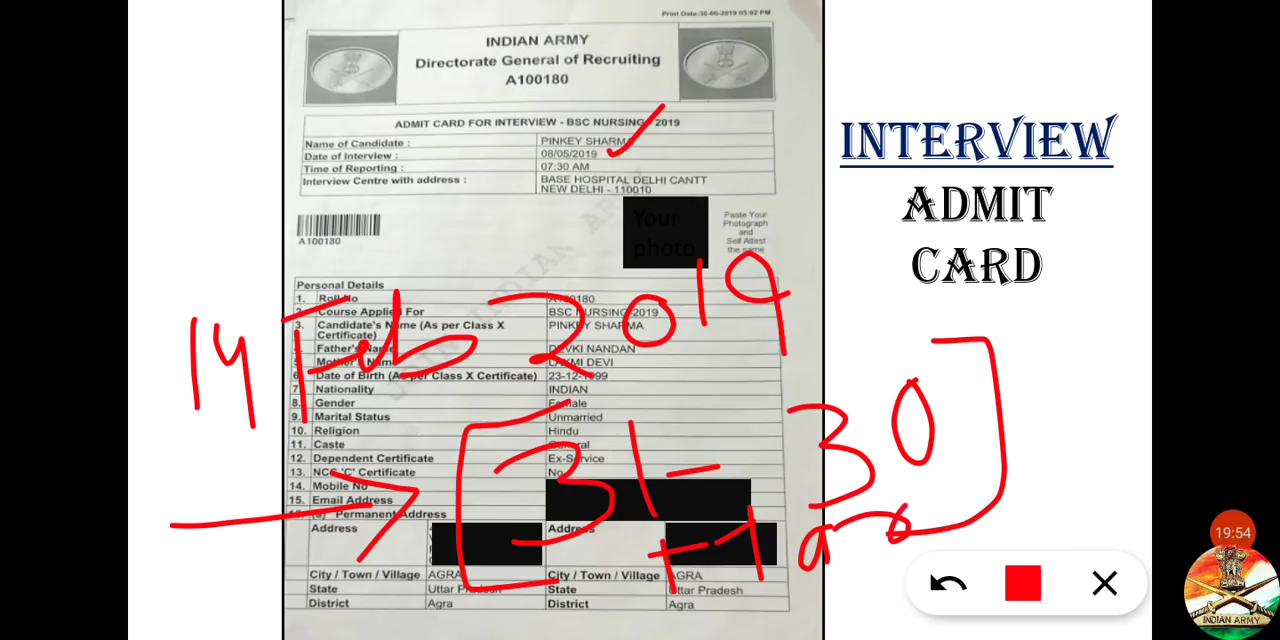 Print Date:30-06-2019 05:02 PM
INDIAN ARMY
Directorate General of Recruiting
A100180
ADMIT CARD FOR INTERVIEW - BSC NURSING - 2019
Name of Candidate : PINKEY SHARMA
Date of Interview : 08/05/2019
Time of Reporting : 07:30 AM
Interview Centre with address : BASE HOSPITAL DELHI CANTT
NEW DELHI - 110010
A100180
Your
photo
Paste Your
Photograph
and
Self Attest
the same
Personal Details
1. Roll No A100180
2. Course Applied For BSC NURSING-2019
3. Candidate's Name (As per Class X
Certificate) PINKEY SHARMA
4. Father's Name DEVKI NANDAN
5. Mother's Name LAXMI DEVI
6. Date of Birth (As per Class X Certificate) 23-12-1999
7. Nationality INDIAN
8. Gender Female
9. Marital Status Unmarried
10. Religion Hindu
11. Caste General
12. Dependent Certificate Ex-Service
13. NCC 'C' Certificate No
14. Mobile No
15. Email Address
(a) Permanent Address
Address Address
City / Town / Village AGRA City / Town / Village AGRA
State Uttar Pradesh State Uttar Pradesh
District Agra District Agra
14 Feb 2019
31 - 30
INTERVIEW
ADMIT
CARD
19:54
INDIAN ARMY